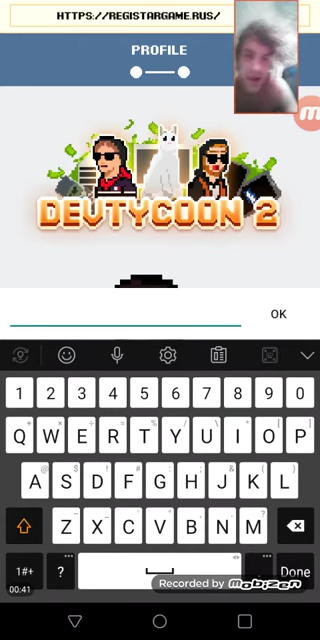 HTTPS://REGISTARGAME.RUS/
PROFILE
DEVTYCOON 2
OK
1 2 3 4 5 6 7 8 9 0
+ × ÷ = / _ < > [ ]
Q W E R T Y U I O P
@ # $ ! : ; & * ( )
A S D F G H J K L
Z X C V B N M
1#+ ? Done
Recorded by mobizen
00:41